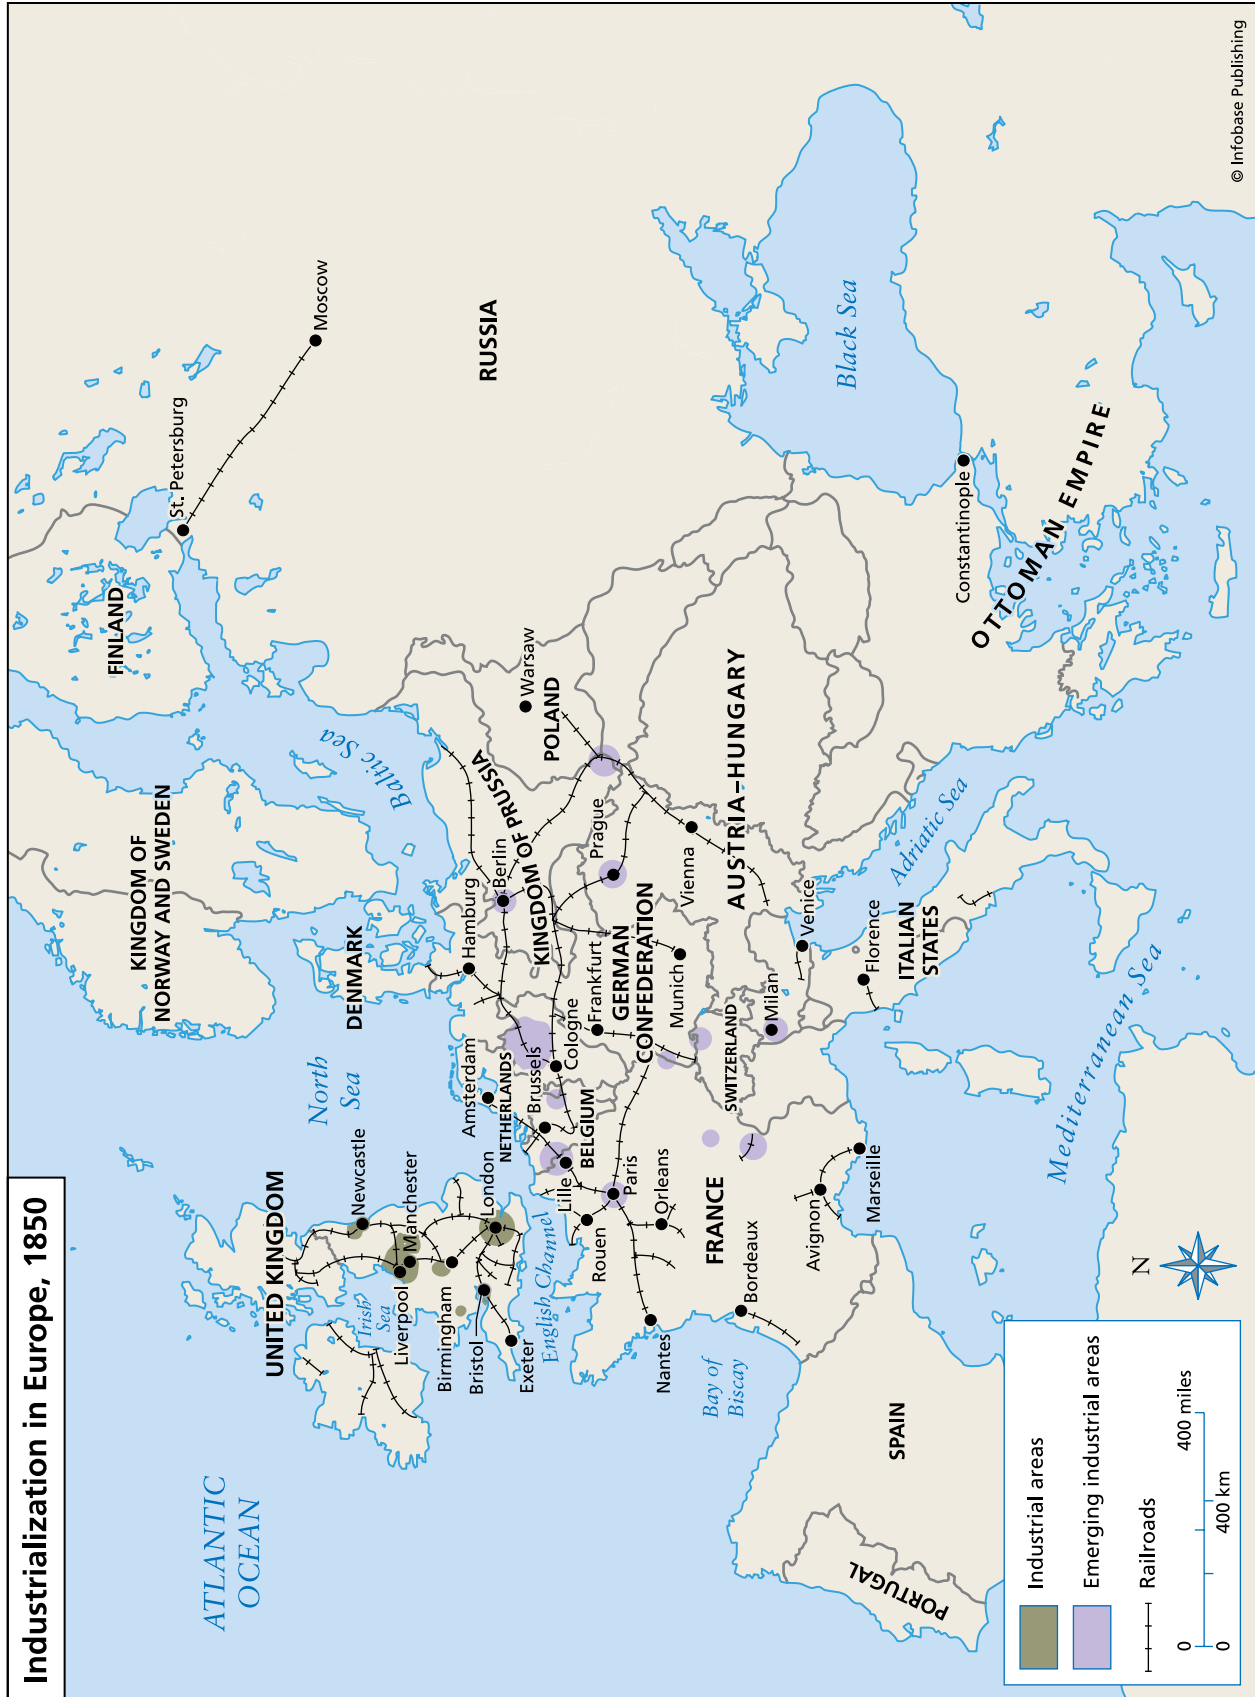 Industrialization in Europe, 1850
ATLANTIC
OCEAN
UNITED KINGDOM
Irish
Sea
Newcastle
Manchester
Liverpool
Birmingham
London
Bristol
Exeter
English Channel
North
Sea
KINGDOM OF
NORWAY AND SWEDEN
FINLAND
St. Petersburg
Moscow
RUSSIA
Baltic Sea
DENMARK
Hamburg
Berlin
KINGDOM OF PRUSSIA
Warsaw
POLAND
Amsterdam
NETHERLANDS
Brussels
BELGIUM
Cologne
Frankfurt
GERMAN
CONFEDERATION
Prague
Munich
Vienna
AUSTRIA–HUNGARY
Lille
Paris
Rouen
Orleans
Nantes
FRANCE
Bordeaux
Avignon
Marseille
Bay of
Biscay
SWITZERLAND
Milan
Venice
Florence
ITALIAN
STATES
Adriatic Sea
Mediterranean Sea
Black Sea
Constantinople
OTTOMAN EMPIRE
SPAIN
PORTUGAL
N
Industrial areas
Emerging industrial areas
Railroads
0 400 miles
0 400 km
© Infobase Publishing